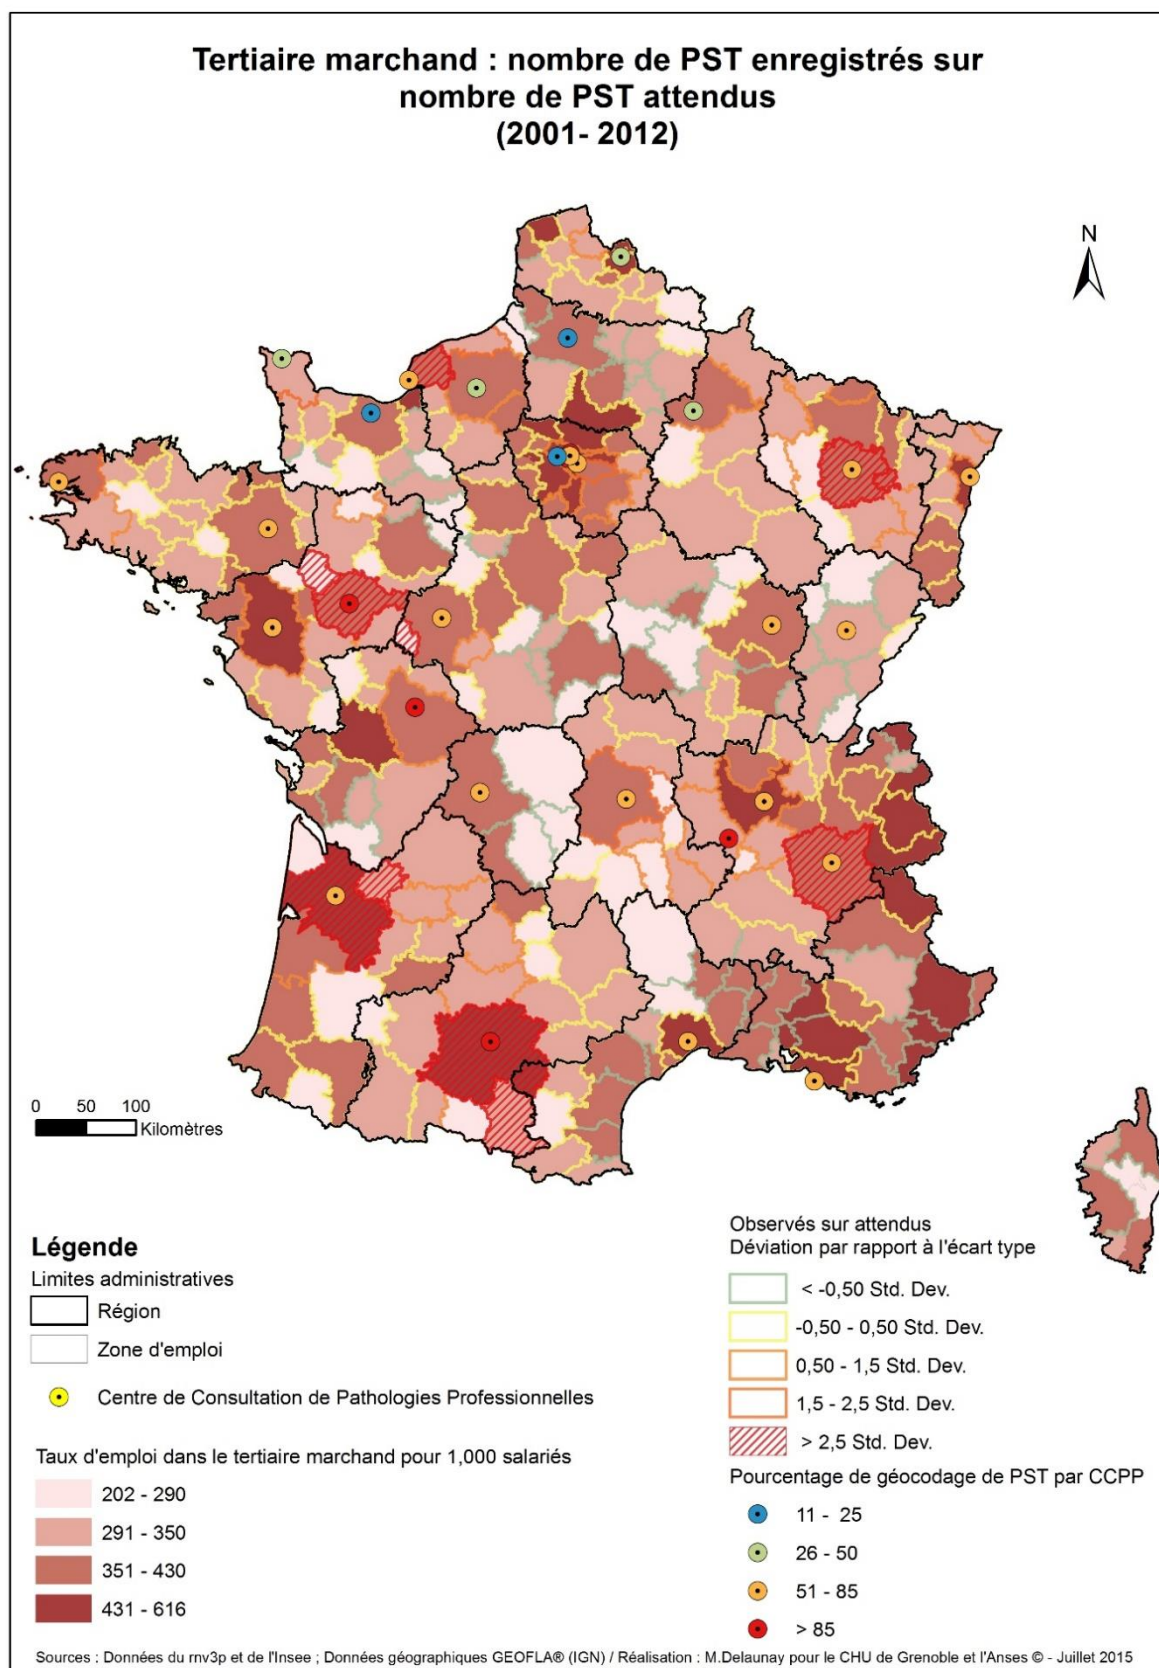 Tertiaire marchand : nombre de PST enregistrés sur
nombre de PST attendus
(2001- 2012)
N
0 50 100
Kilomètres
Légende
Limites administratives
Région
Zone d'emploi
Centre de Consultation de Pathologies Professionnelles
Taux d'emploi dans le tertiaire marchand pour 1,000 salariés
202 - 290
291 - 350
351 - 430
431 - 616
Observés sur attendus
Déviation par rapport à l'écart type
< -0,50 Std. Dev.
-0,50 - 0,50 Std. Dev.
0,50 - 1,5 Std. Dev.
1,5 - 2,5 Std. Dev.
> 2,5 Std. Dev.
Pourcentage de géocodage de PST par CCPP
11 - 25
26 - 50
51 - 85
> 85
Sources : Données du rnv3p et de l'Insee ; Données géographiques GEOFLA® (IGN) / Réalisation : M.Delaunay pour le CHU de Grenoble et l'Anses © - Juillet 2015